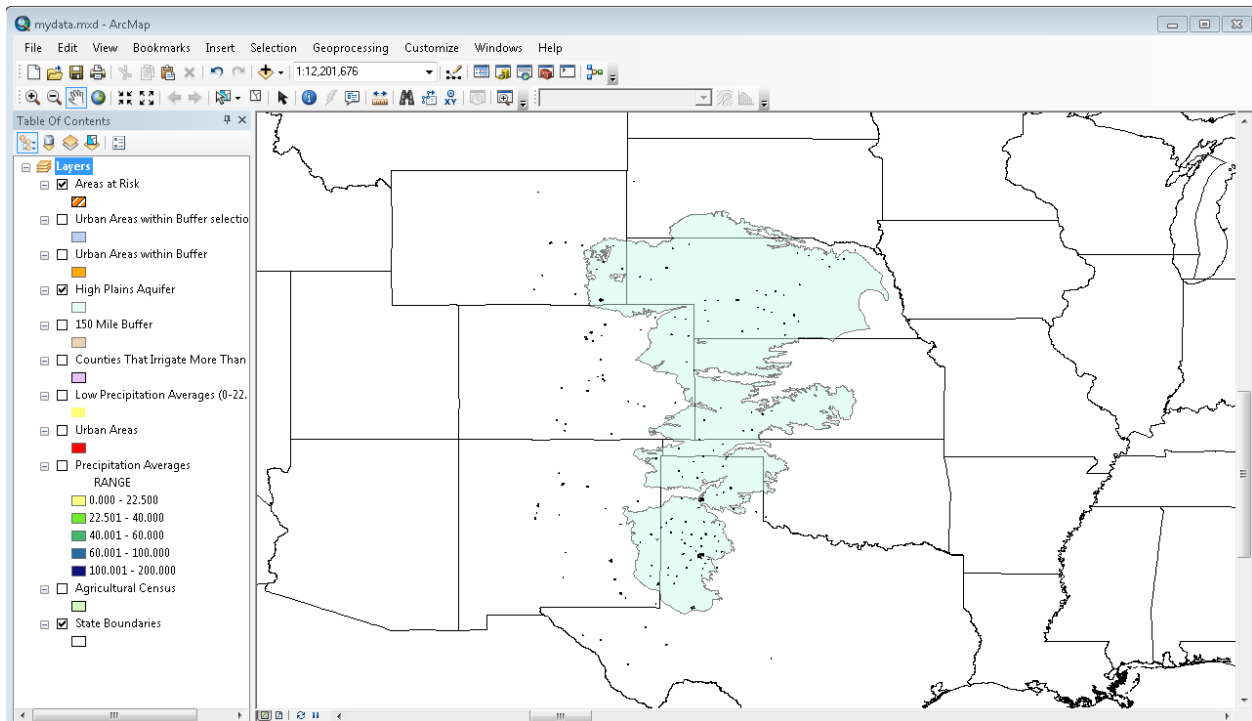 mydata.mxd - ArcMap
File Edit View Bookmarks Insert Selection Geoprocessing Customize Windows Help
1:12,201,676
XY
Table Of Contents
Layers
Areas at Risk
Urban Areas within Buffer selectio
Urban Areas within Buffer
High Plains Aquifer
150 Mile Buffer
Counties That Irrigate More Than
Low Precipitation Averages (0-22.
Urban Areas
Precipitation Averages
RANGE
0.000 - 22.500
22.501 - 40.000
40.001 - 60.000
60.001 - 100.000
100.001 - 200.000
Agricultural Census
State Boundaries